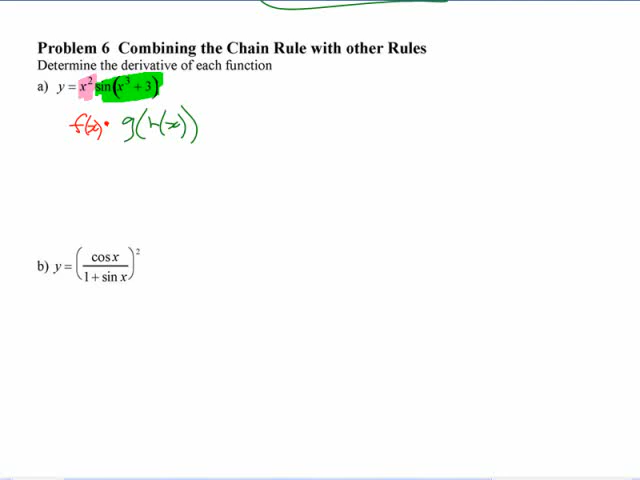 Problem 6 Combining the Chain Rule with other Rules
Determine the derivative of each function
a) y = x² sin(x³ + 3)
f(x) · g(h(x))
b) y = (cos x / 1 + sin x)²